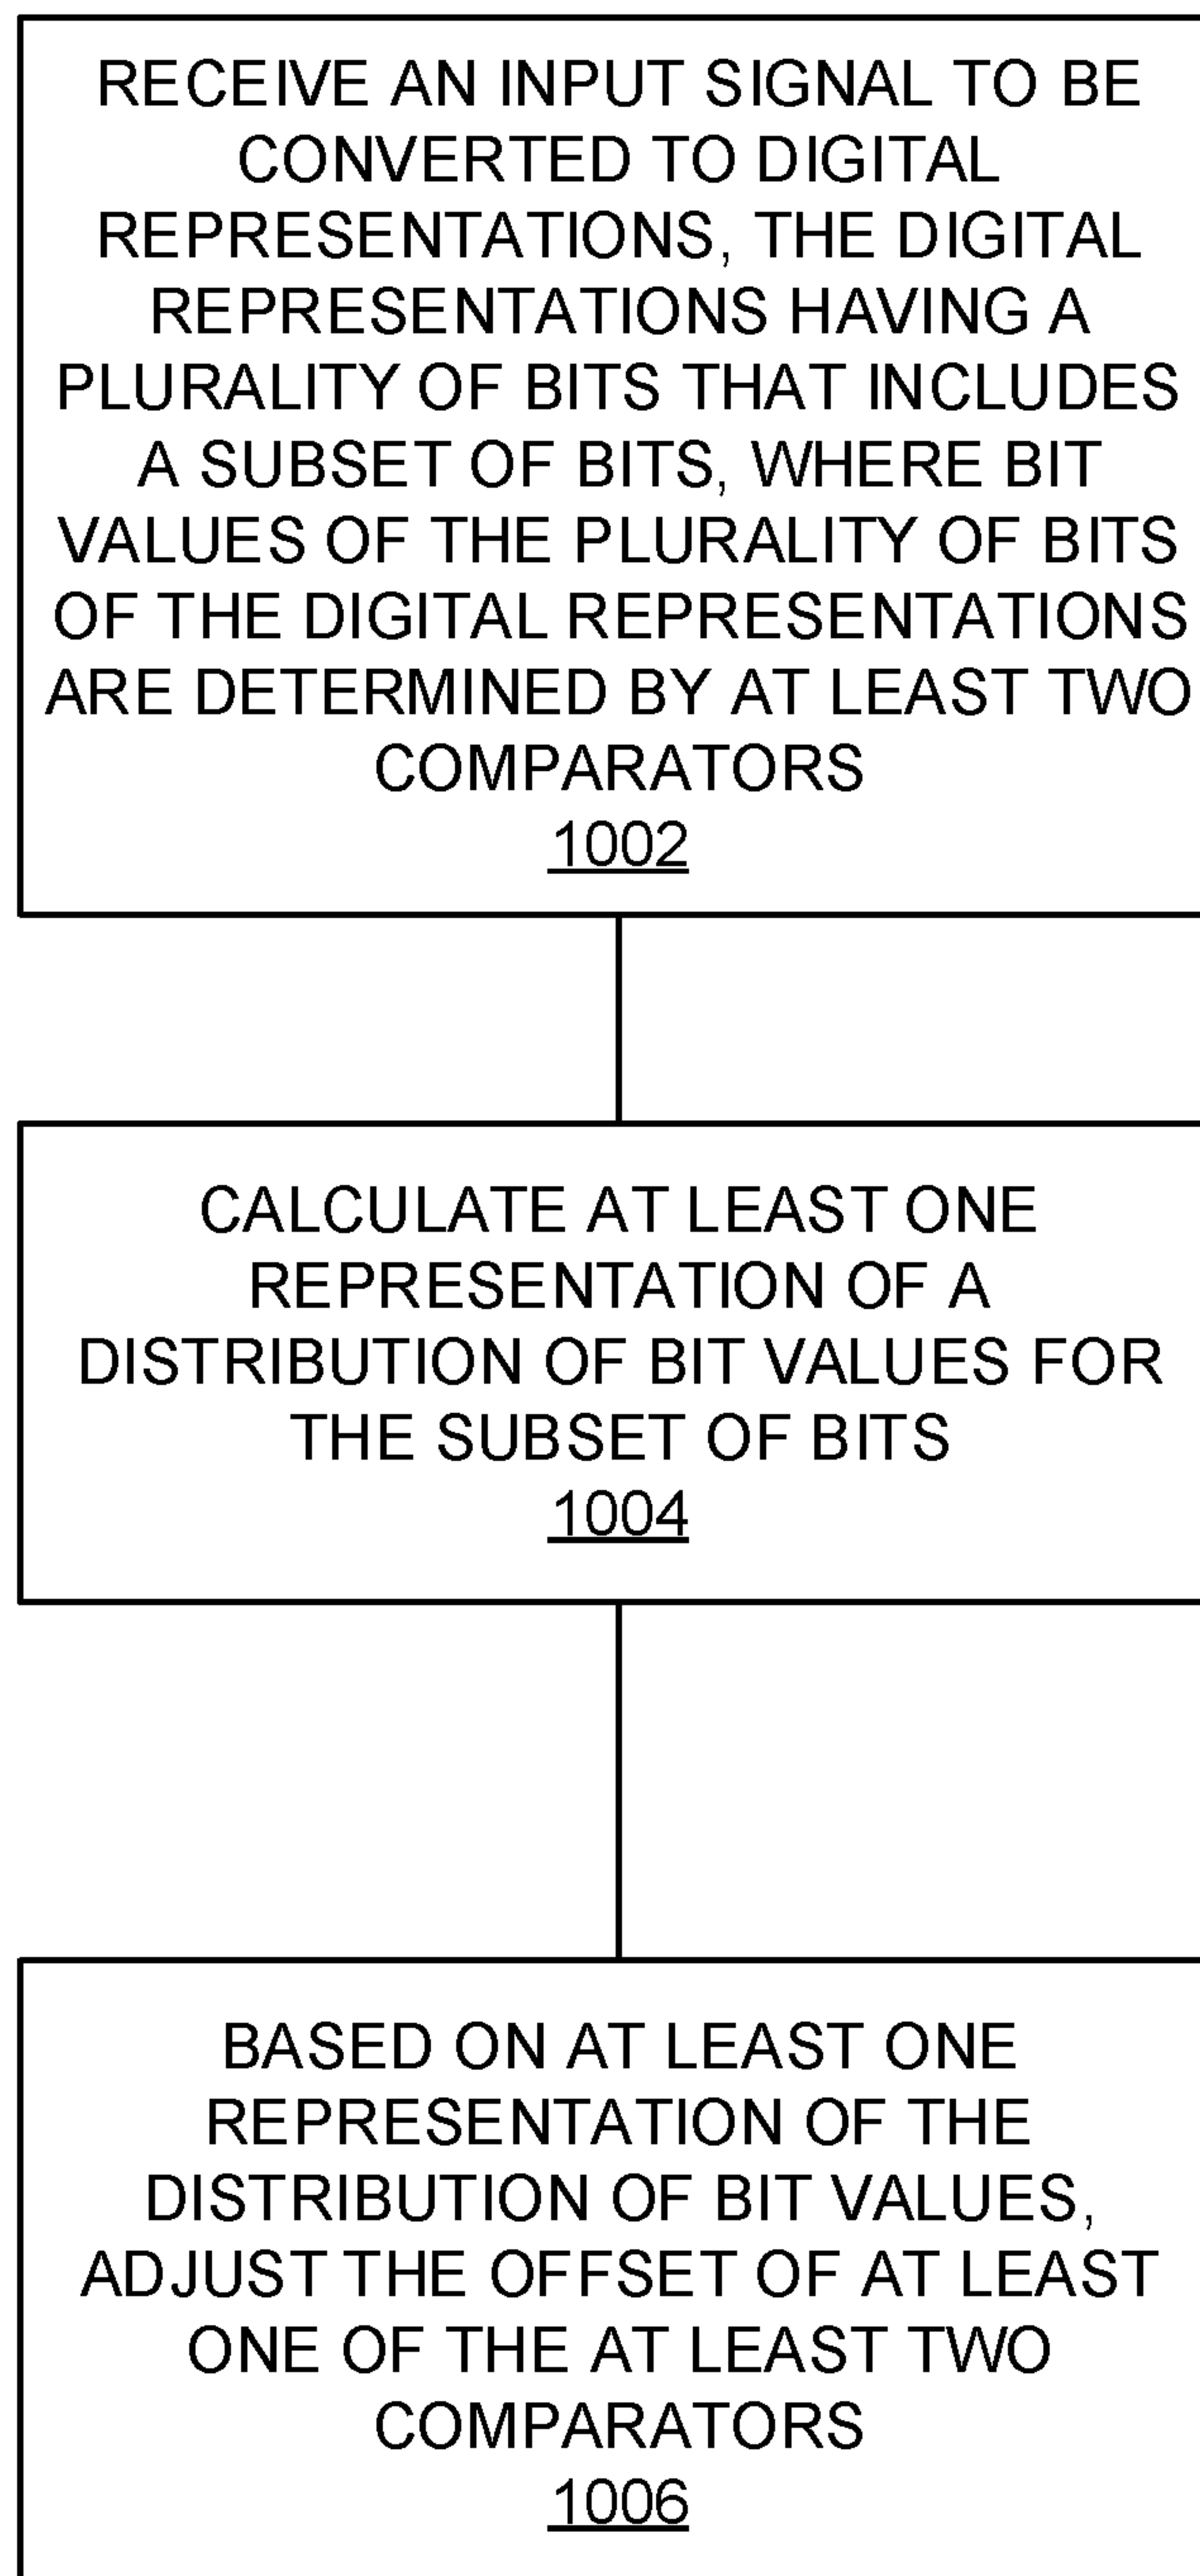 RECEIVE AN INPUT SIGNAL TO BE
CONVERTED TO DIGITAL
REPRESENTATIONS, THE DIGITAL
REPRESENTATIONS HAVING A
PLURALITY OF BITS THAT INCLUDES
A SUBSET OF BITS, WHERE BIT
VALUES OF THE PLURALITY OF BITS
OF THE DIGITAL REPRESENTATIONS
ARE DETERMINED BY AT LEAST TWO
COMPARATORS
1002
CALCULATE AT LEAST ONE
REPRESENTATION OF A
DISTRIBUTION OF BIT VALUES FOR
THE SUBSET OF BITS
1004
BASED ON AT LEAST ONE
REPRESENTATION OF THE
DISTRIBUTION OF BIT VALUES,
ADJUST THE OFFSET OF AT LEAST
ONE OF THE AT LEAST TWO
COMPARATORS
1006